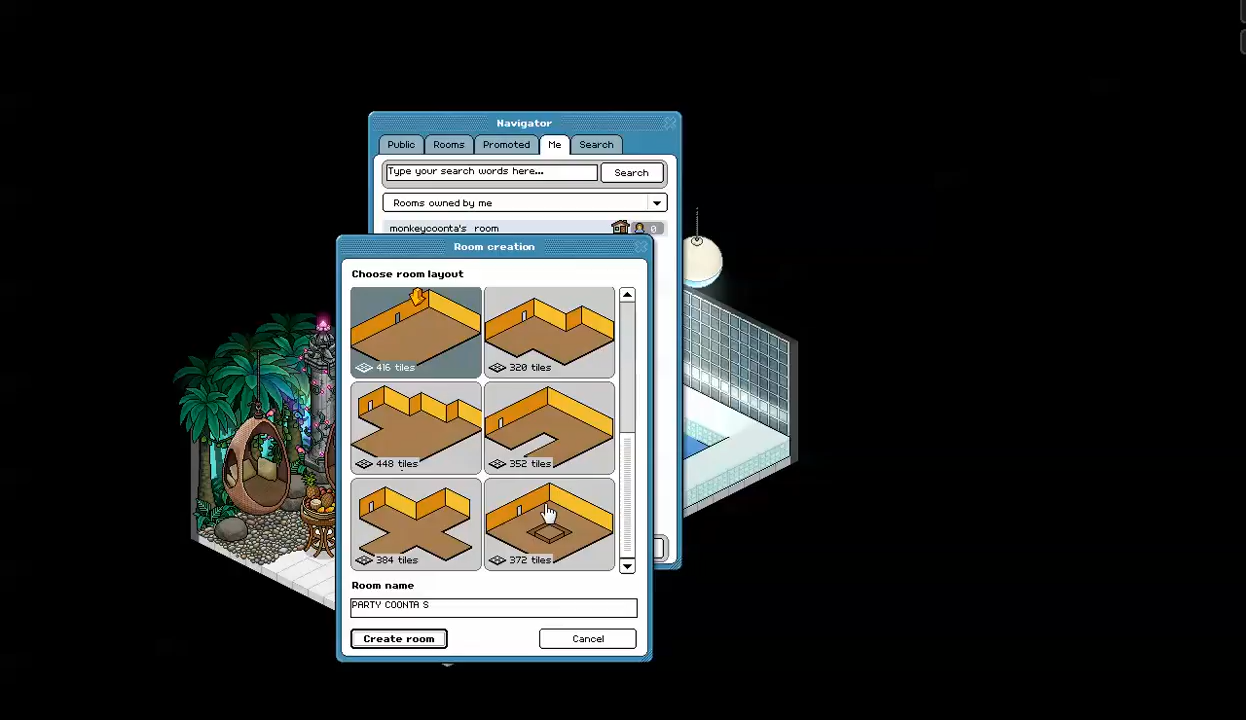 Navigator
Public Rooms Promoted Me Search
Type your search words here... Search
Rooms owned by me
monkeycoonta's room 0
Room creation
Choose room layout
416 tiles 320 tiles
448 tiles 352 tiles
384 tiles 372 tiles
Room name
PARTY COONTA S
Create room Cancel